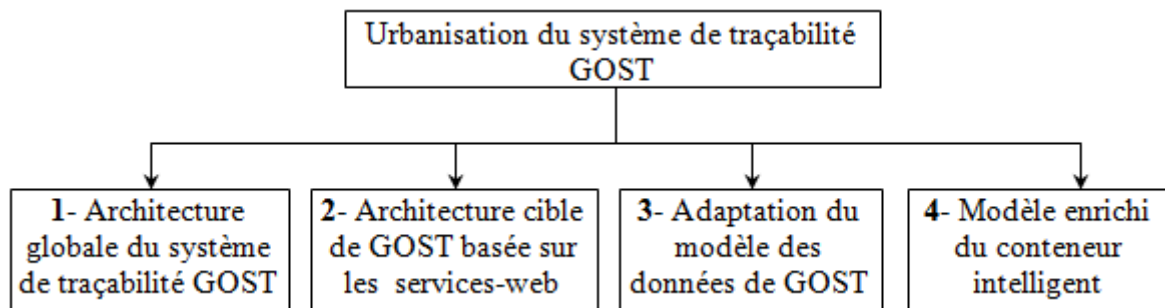 Urbanisation du système de traçabilité
GOST
1- Architecture
globale du système
de traçabilité GOST
2- Architecture cible
de GOST basée sur
les services-web
3- Adaptation du
modèle des
données de GOST
4- Modèle enrichi
du conteneur
intelligent